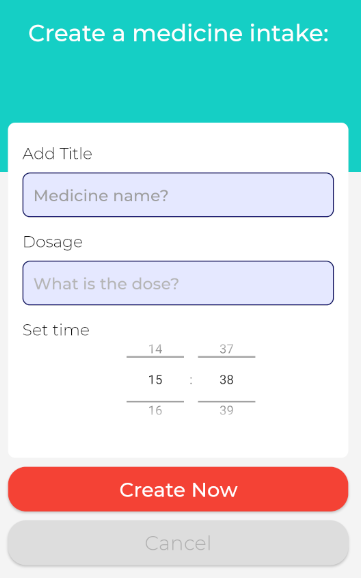 Create a medicine intake:
Add Title
Medicine name?
Dosage
What is the dose?
Set time
14 37
15 : 38
16 39
Create Now
Cancel